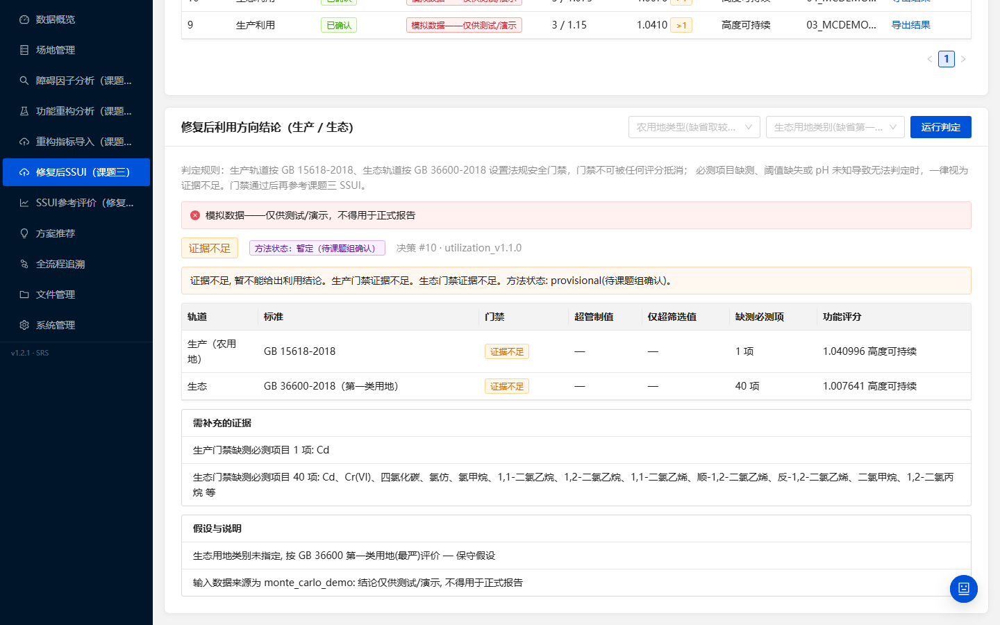 数据概览
场地管理
障碍因子分析（课题...
功能重构分析（课题...
重构指标导入（课题...
修复后SSUI（课题三）
SSUI参考评价（修复...
方案推荐
全流程追溯
文件管理
系统管理
v1.2.1 · SRS
9 生产利用 已确认 模拟数据——仅供测试/演示 3 / 1.15 1.0410 >1 高度可持续 03_MCDEMO... 导出结果
1
修复后利用方向结论（生产 / 生态）
农用地类型(缺省取较... 生态用地类别(缺省第一... 运行判定
判定规则：生产轨道按 GB 15618-2018、生态轨道按 GB 36600-2018 设置法规安全门禁，门禁不可被任何评分抵消； 必测项目缺测、阈值缺失或 pH 未知导致无法判定时，一律视为
证据不足。门禁通过后再参考课题三 SSUI。
模拟数据——仅供测试/演示，不得用于正式报告
证据不足 方法状态：暂定（待课题组确认） 决策 #10 · utilization_v1.1.0
证据不足, 暂不能给出利用结论。生产门禁证据不足。生态门禁证据不足。方法状态: provisional(待课题组确认)。
轨道 标准 门禁 超管制值 仅超筛选值 缺测必测项 功能评分
生产（农用
地） GB 15618-2018 证据不足 — — 1 项 1.040996 高度可持续
生态 GB 36600-2018（第一类用地） 证据不足 — — 40 项 1.007641 高度可持续
需补充的证据
生产门禁缺测必测项目 1 项: Cd
生态门禁缺测必测项目 40 项: Cd、Cr(VI)、四氯化碳、氯仿、氯甲烷、1,1-二氯乙烷、1,2-二氯乙烷、1,1-二氯乙烯、顺-1,2-二氯乙烯、反-1,2-二氯乙烯、二氯甲烷、1,2-二氯丙
烷 等
假设与说明
生态用地类别未指定, 按 GB 36600 第一类用地(最严)评价 — 保守假设
输入数据来源为 monte_carlo_demo: 结论仅供测试/演示, 不得用于正式报告